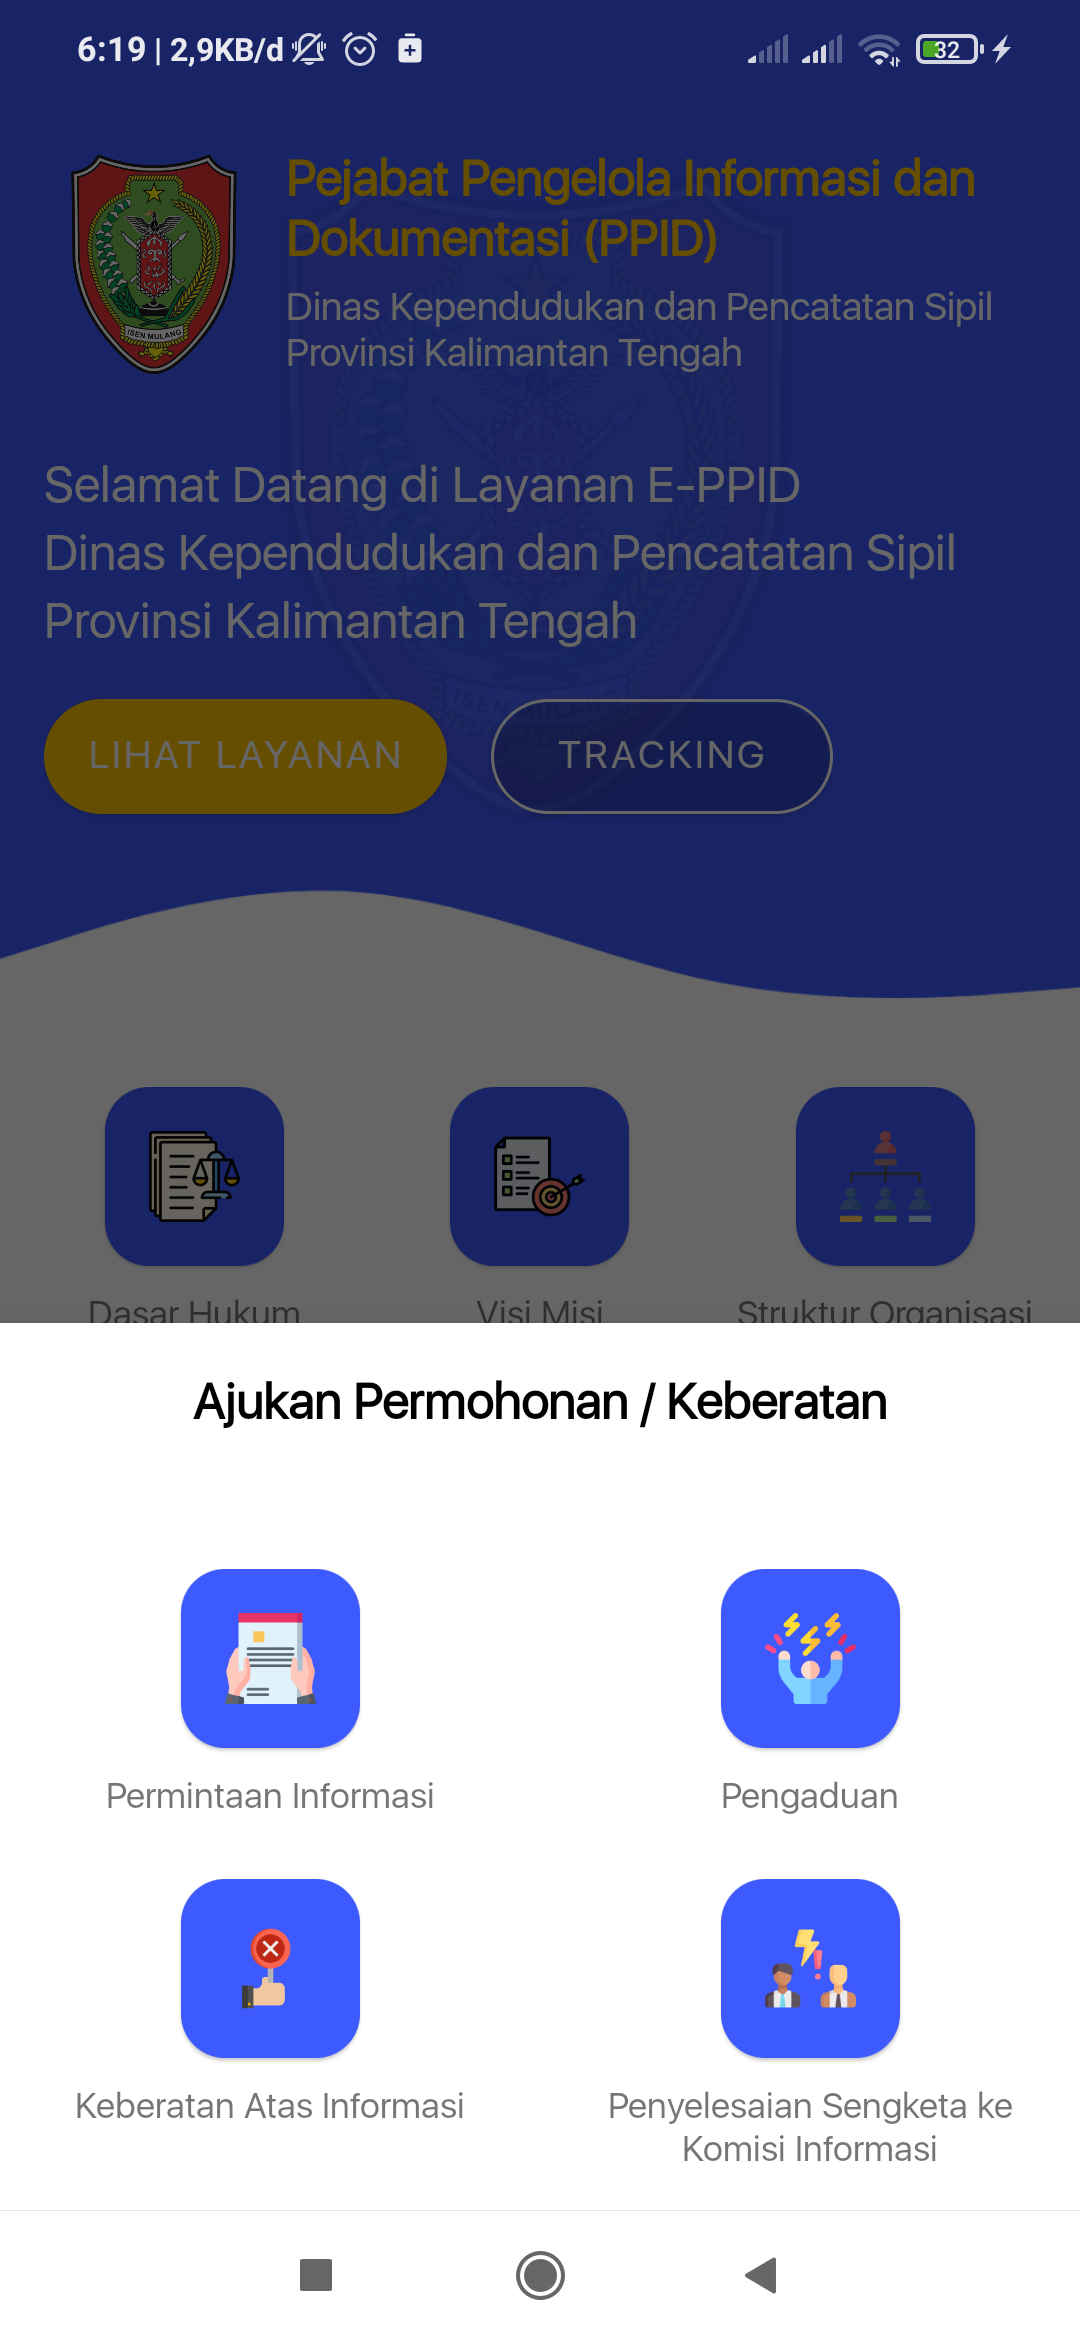 6:19 | 2,9KB/d
32
Pejabat Pengelola Informasi dan
Dokumentasi (PPID)
Dinas Kependudukan dan Pencatatan Sipil
Provinsi Kalimantan Tengah
ISEN MULANG
Selamat Datang di Layanan E-PPID
Dinas Kependudukan dan Pencatatan Sipil
Provinsi Kalimantan Tengah
ISEN MULANG
LIHAT LAYANAN
TRACKING
Dasar Hukum
Visi Misi
Struktur Organisasi
Ajukan Permohonan / Keberatan
Permintaan Informasi
Pengaduan
Keberatan Atas Informasi
Penyelesaian Sengketa ke
Komisi Informasi